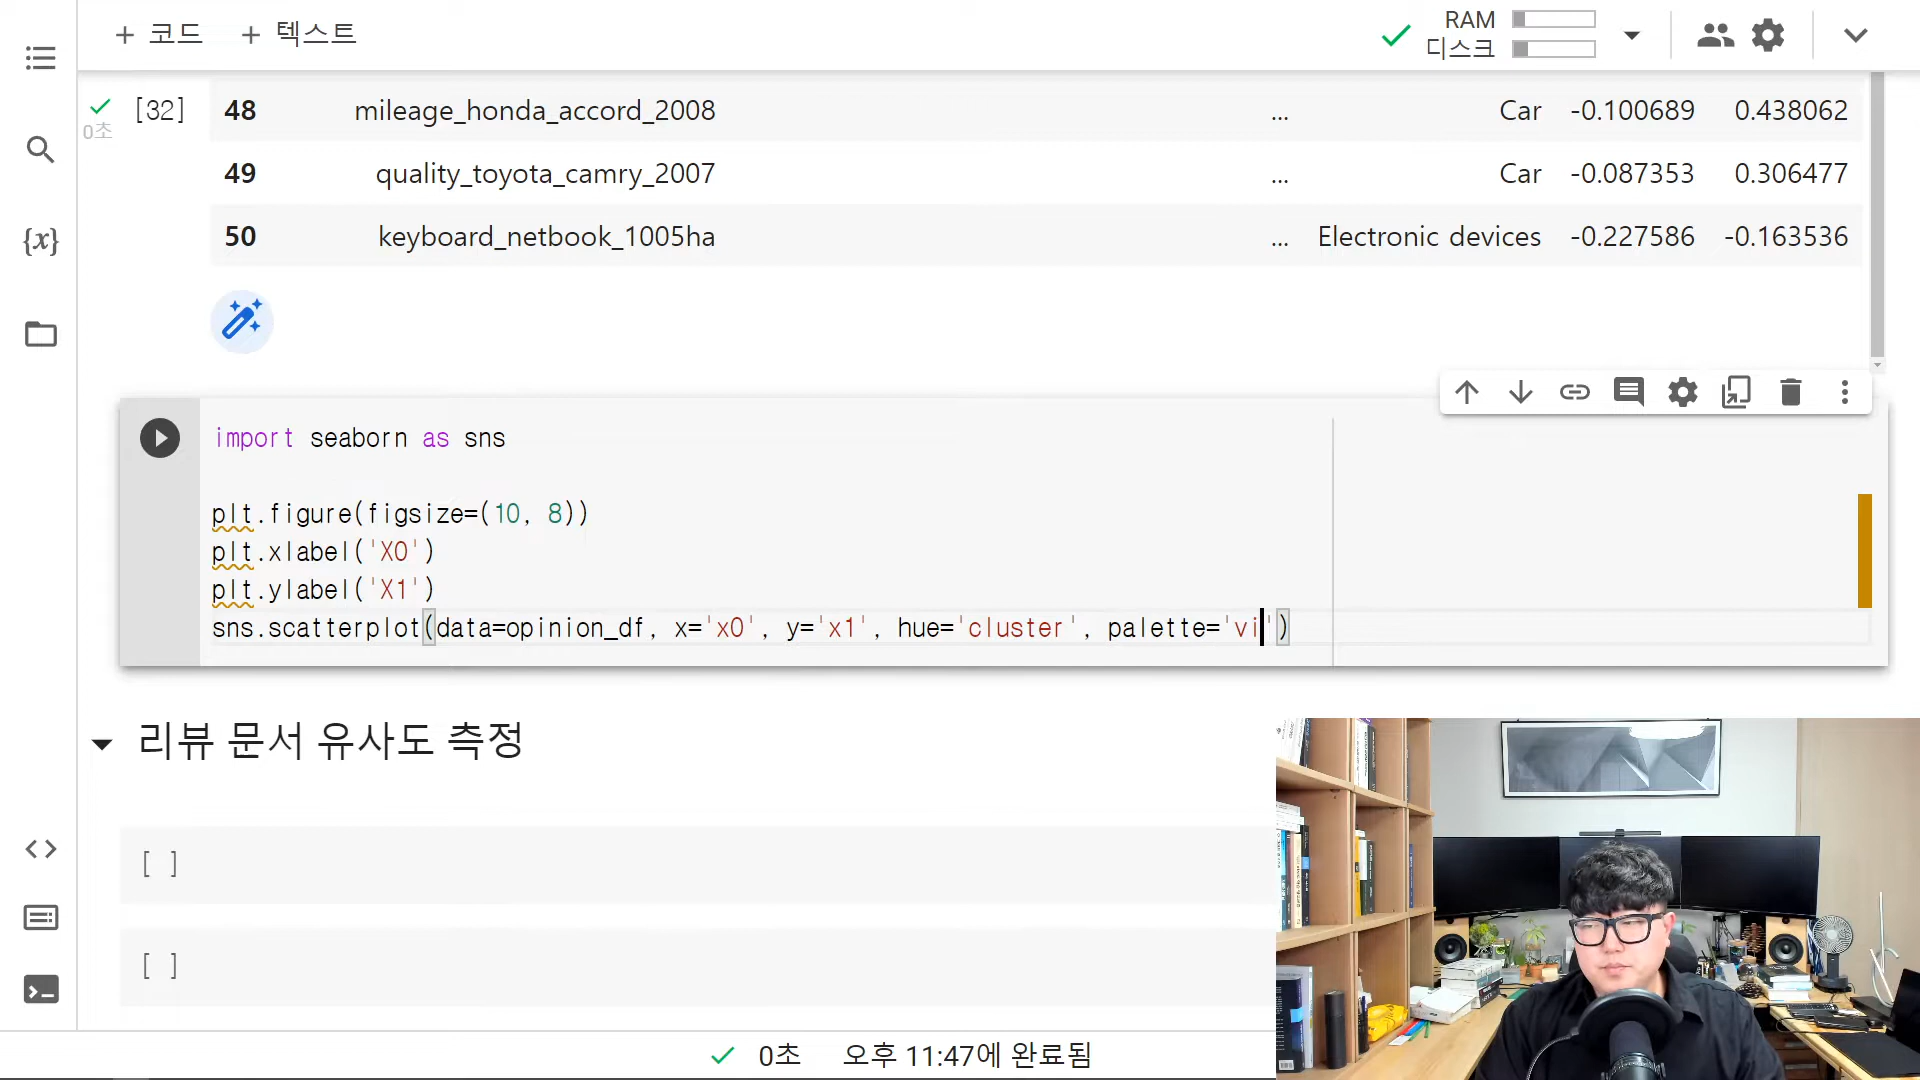 + 코드 + 텍스트
RAM
디스크
0초
[32]
48 mileage_honda_accord_2008 ... Car -0.100689 0.438062
49 quality_toyota_camry_2007 ... Car -0.087353 0.306477
50 keyboard_netbook_1005ha ... Electronic devices -0.227586 -0.163536
{x}
import seaborn as sns
plt.figure(figsize=(10, 8))
plt.xlabel('X0')
plt.ylabel('X1')
sns.scatterplot(data=opinion_df, x='x0', y='x1', hue='cluster', palette='vi')
리뷰 문서 유사도 측정
[ ]
[ ]
0초 오후 11:47에 완료됨